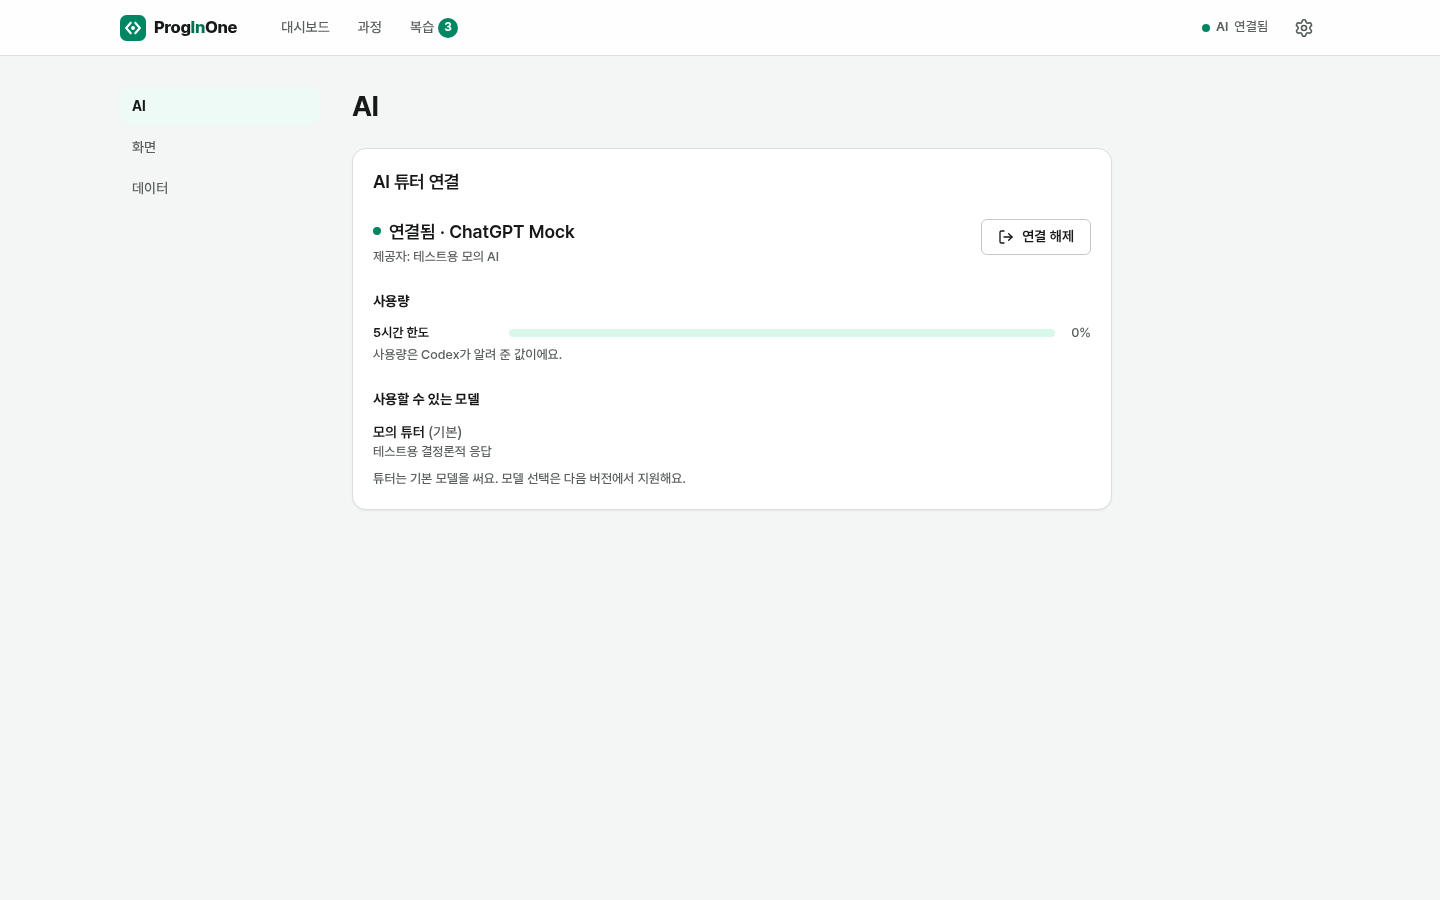 ProgInOne 대시보드 과정 복습 3 AI 연결됨
AI
화면
데이터
AI
AI 튜터 연결
연결됨 · ChatGPT Mock
연결 해제
제공자: 테스트용 모의 AI
사용량
5시간 한도 0%
사용량은 Codex가 알려 준 값이에요.
사용할 수 있는 모델
모의 튜터 (기본)
테스트용 결정론적 응답
튜터는 기본 모델을 써요. 모델 선택은 다음 버전에서 지원해요.